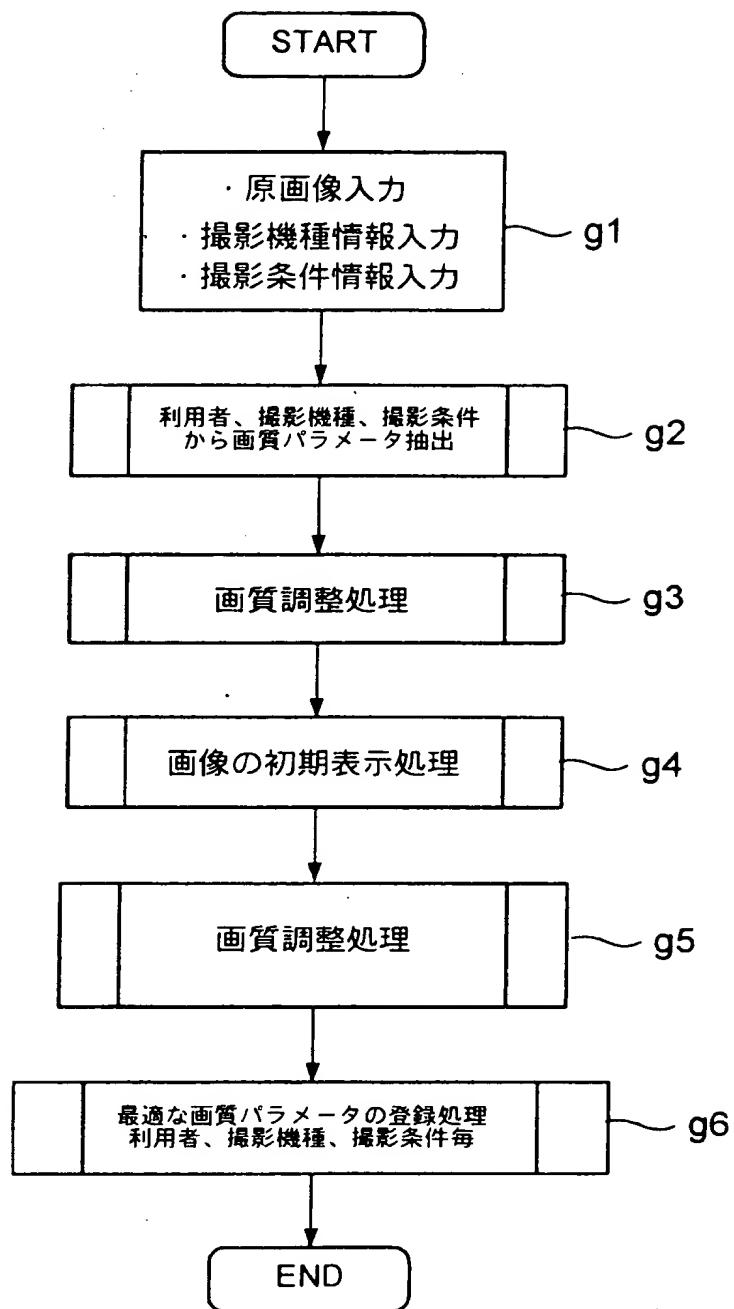 START
・原画像入力
・撮影機種情報入力
・撮影条件情報入力
g1
利用者、撮影機種、撮影条件
から画質パラメータ抽出
g2
画質調整処理
g3
画像の初期表示処理
g4
画質調整処理
g5
最適な画質パラメータの登録処理
利用者、撮影機種、撮影条件毎
g6
END